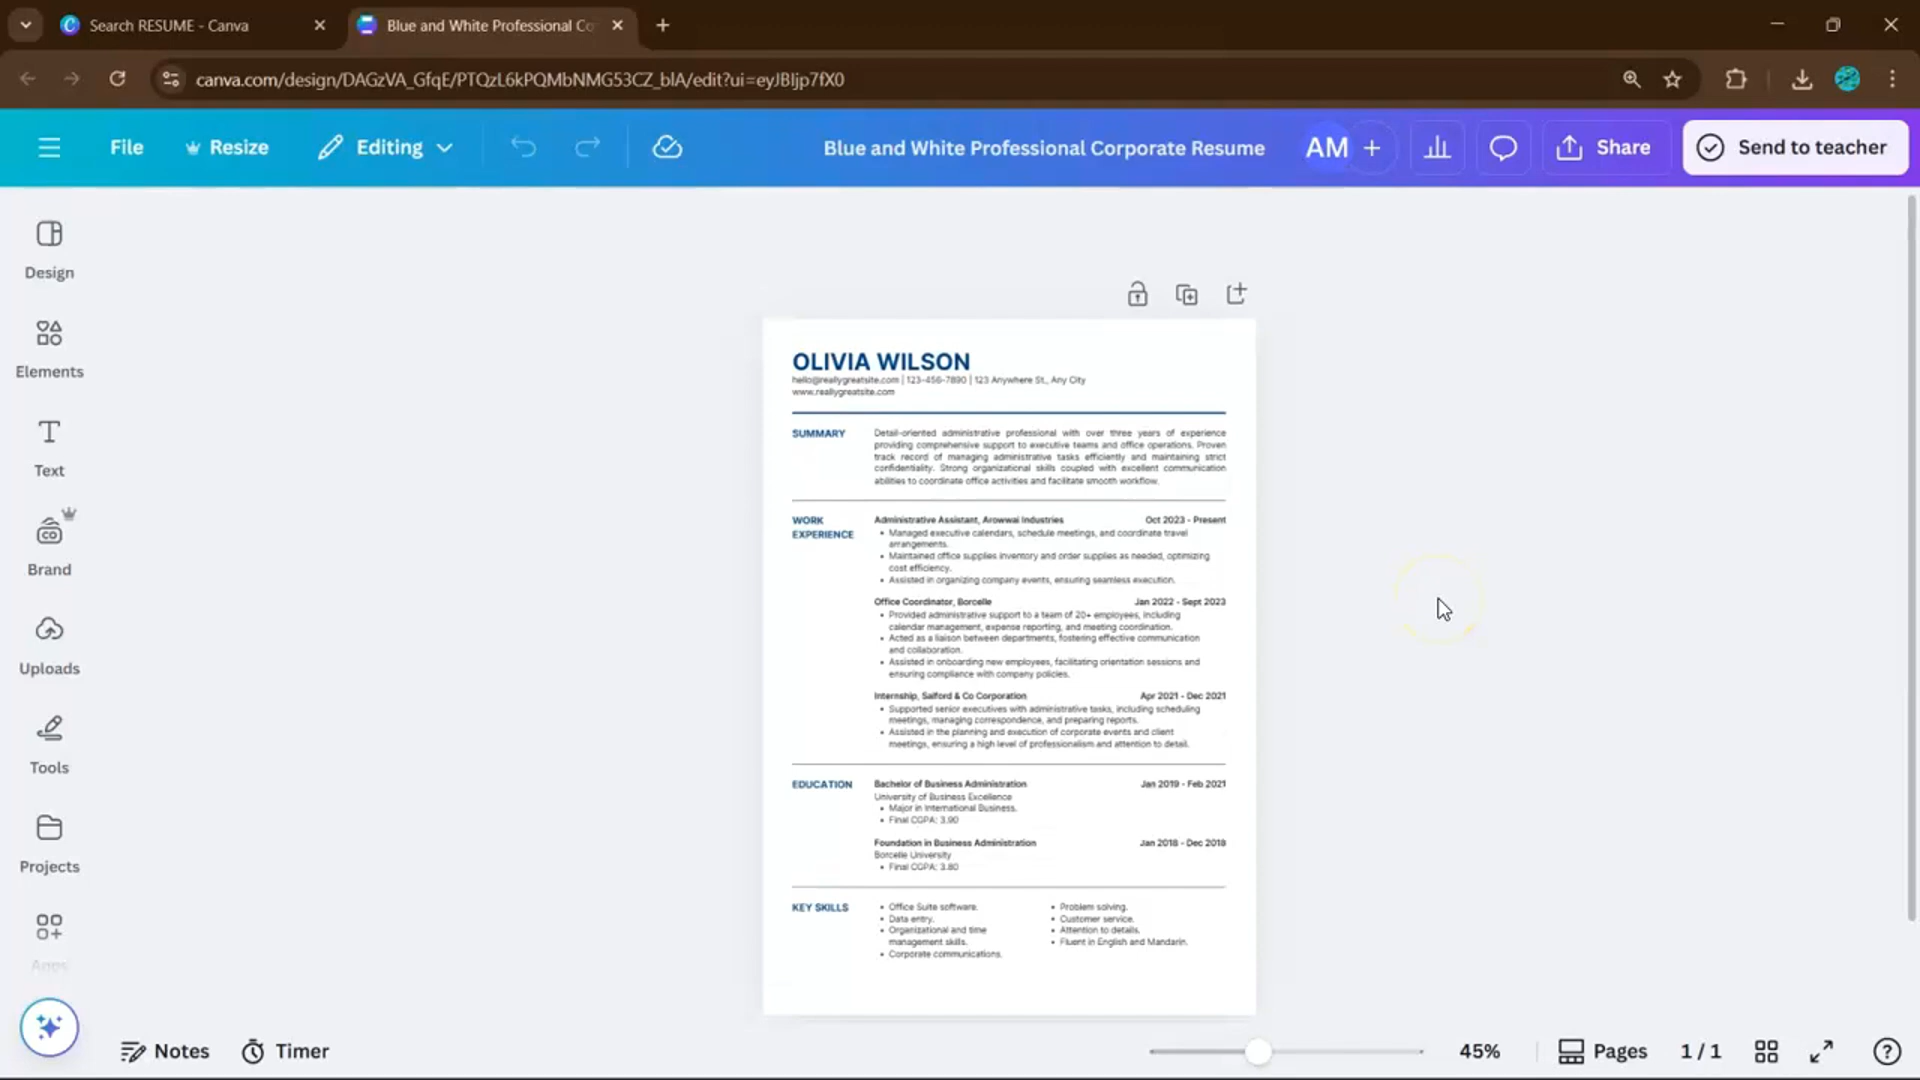 Search RESUME - Canva
Blue and White Professional Co
canva.com/design/DAGzVA_GfqE/PTQzL6kPQMbNMG53CZ_blA/edit?ui=eyJBIjp7fX0
File
Resize
Editing
Blue and White Professional Corporate Resume
AM
+
Share
Send to teacher
Design
Elements
Text
Brand
Uploads
Tools
Projects
Apps
OLIVIA WILSON
hello@reallygreatsite.com | 123-456-7890 | 123 Anywhere St., Any City
www.reallygreatsite.com
SUMMARY
Detail-oriented administrative professional with over three years of experience
providing comprehensive support to executive teams and office operations. Proven
track record of managing administrative tasks efficiently and maintaining strict
confidentiality. Strong organizational skills coupled with excellent communication
abilities to coordinate office activities and facilitate smooth workflow.
WORK
EXPERIENCE
Administrative Assistant, Arowwai Industries Oct 2023 - Present
• Managed executive calendars, schedule meetings, and coordinate travel
arrangements.
• Maintained office supplies inventory and order supplies as needed, optimizing
cost efficiency.
• Assisted in organizing company events, ensuring seamless execution.
Office Coordinator, Borcelle Jan 2022 - Sept 2023
• Provided administrative support to a team of 20+ employees, including
calendar management, expense reporting, and meeting coordination.
• Acted as a liaison between departments, fostering effective communication
and collaboration.
• Assisted in onboarding new employees, facilitating orientation sessions and
ensuring compliance with company policies.
Internship, Salford & Co Corporation Apr 2021 - Dec 2021
• Supported senior executives with administrative tasks, including scheduling
meetings, managing correspondence, and preparing reports.
• Assisted in the planning and execution of corporate events and client
meetings, ensuring a high level of professionalism and attention to detail.
EDUCATION
Bachelor of Business Administration Jan 2019 - Feb 2021
University of Business Excellence
• Major in International Business.
• Final CGPA: 3.90
Foundation in Business Administration Jan 2018 - Dec 2018
Borcelle University
• Final CGPA: 3.80
KEY SKILLS
• Office Suite software.
• Data entry.
• Organizational and time
management skills.
• Corporate communications.
• Problem solving.
• Customer service.
• Attention to details.
• Fluent in English and Mandarin.
Notes
Timer
45%
Pages
1 / 1